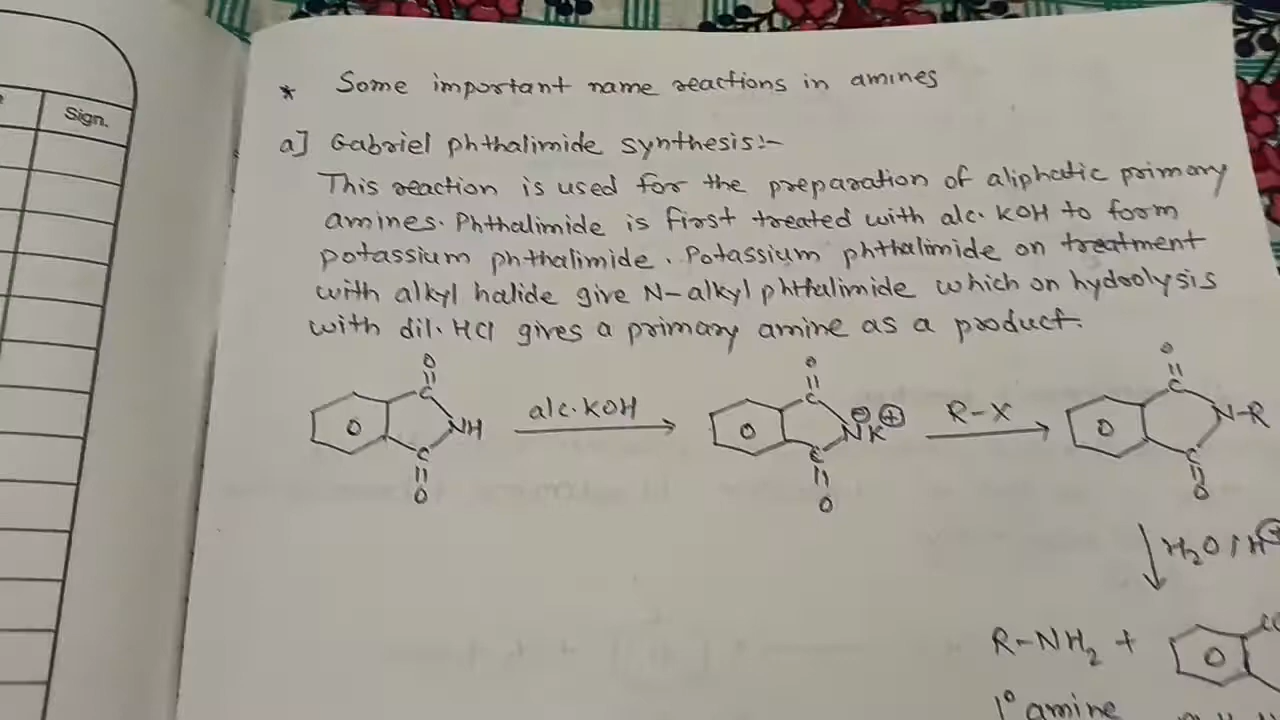 Sign.
* Some important name reactions in amines
a] Gabriel phthalimide synthesis:-
This reaction is used for the preparation of aliphatic primary
amines. Phthalimide is first treated with alc. KOH to form
potassium phthalimide. Potassium phthalimide on treatment
with alkyl halide give N-alkyl phthalimide which on hydrolysis
with dil. HCl gives a primary amine as a product.
O O O
C C C
NH alc. KOH N⊖K⊕ R-X N-R
C C C
O O O
H2O / H⊕
R-NH2 +
1° amine